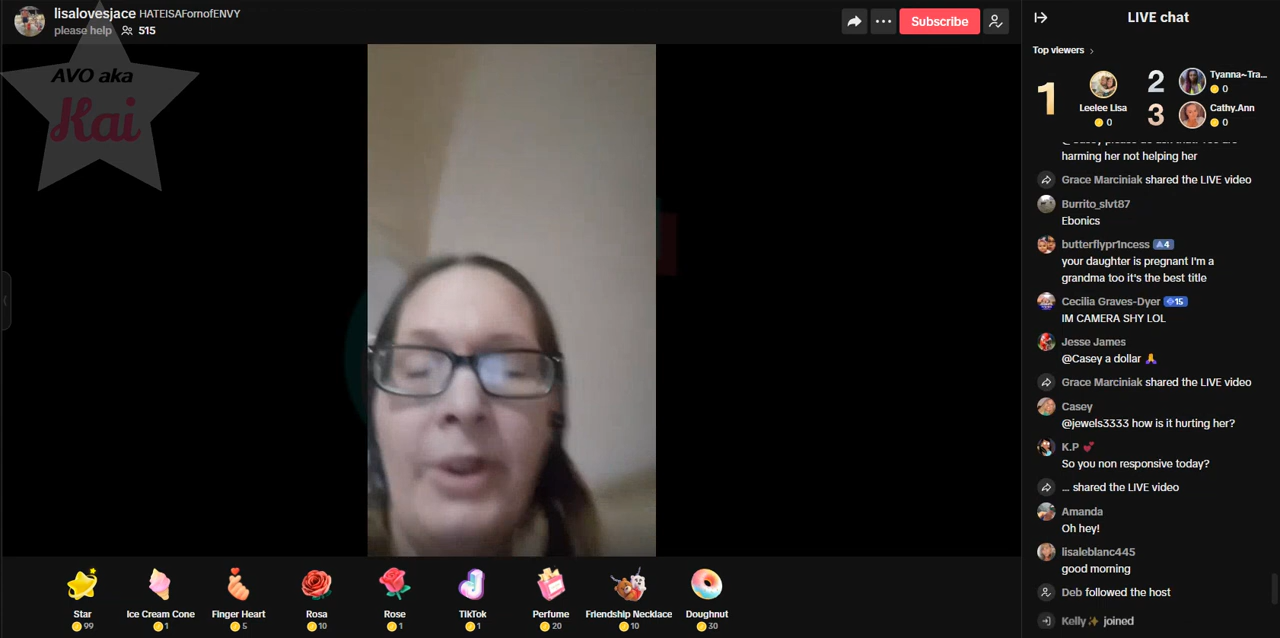 lisalovesjace HATEISAFornofENVY
please help 515
Subscribe
AVO aka
Kai
LIVE chat
Top viewers
1
Leelee Lisa
0
2
Tyanna~Tra...
0
3
Cathy.Ann
0
harming her not helping her
Grace Marciniak shared the LIVE video
Burrito_slvt87
Ebonics
butterflypr1ncess 4
your daughter is pregnant I'm a
grandma too it's the best title
Cecilia Graves-Dyer 15
IM CAMERA SHY LOL
Jesse James
@Casey a dollar 🙏
Grace Marciniak shared the LIVE video
Casey
@jewels3333 how is it hurting her?
K.P 💕
So you non responsive today?
... shared the LIVE video
Amanda
Oh hey!
lisaleblanc445
good morning
Deb followed the host
Kelly✨ joined
Star
99
Ice Cream Cone
1
Finger Heart
5
Rosa
10
Rose
1
TikTok
1
Perfume
20
Friendship Necklace
10
Doughnut
30